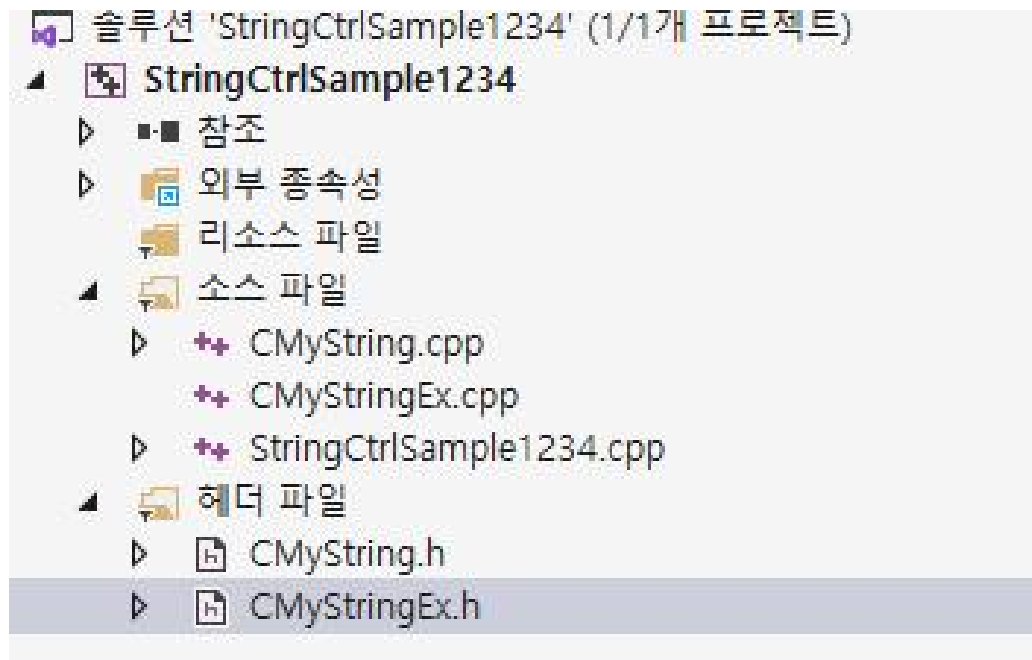 솔루션 'StringCtrlSample1234' (1/1개 프로젝트)
StringCtrlSample1234
참조
외부 종속성
리소스 파일
소스 파일
CMyString.cpp
CMyStringEx.cpp
StringCtrlSample1234.cpp
헤더 파일
CMyString.h
CMyStringEx.h